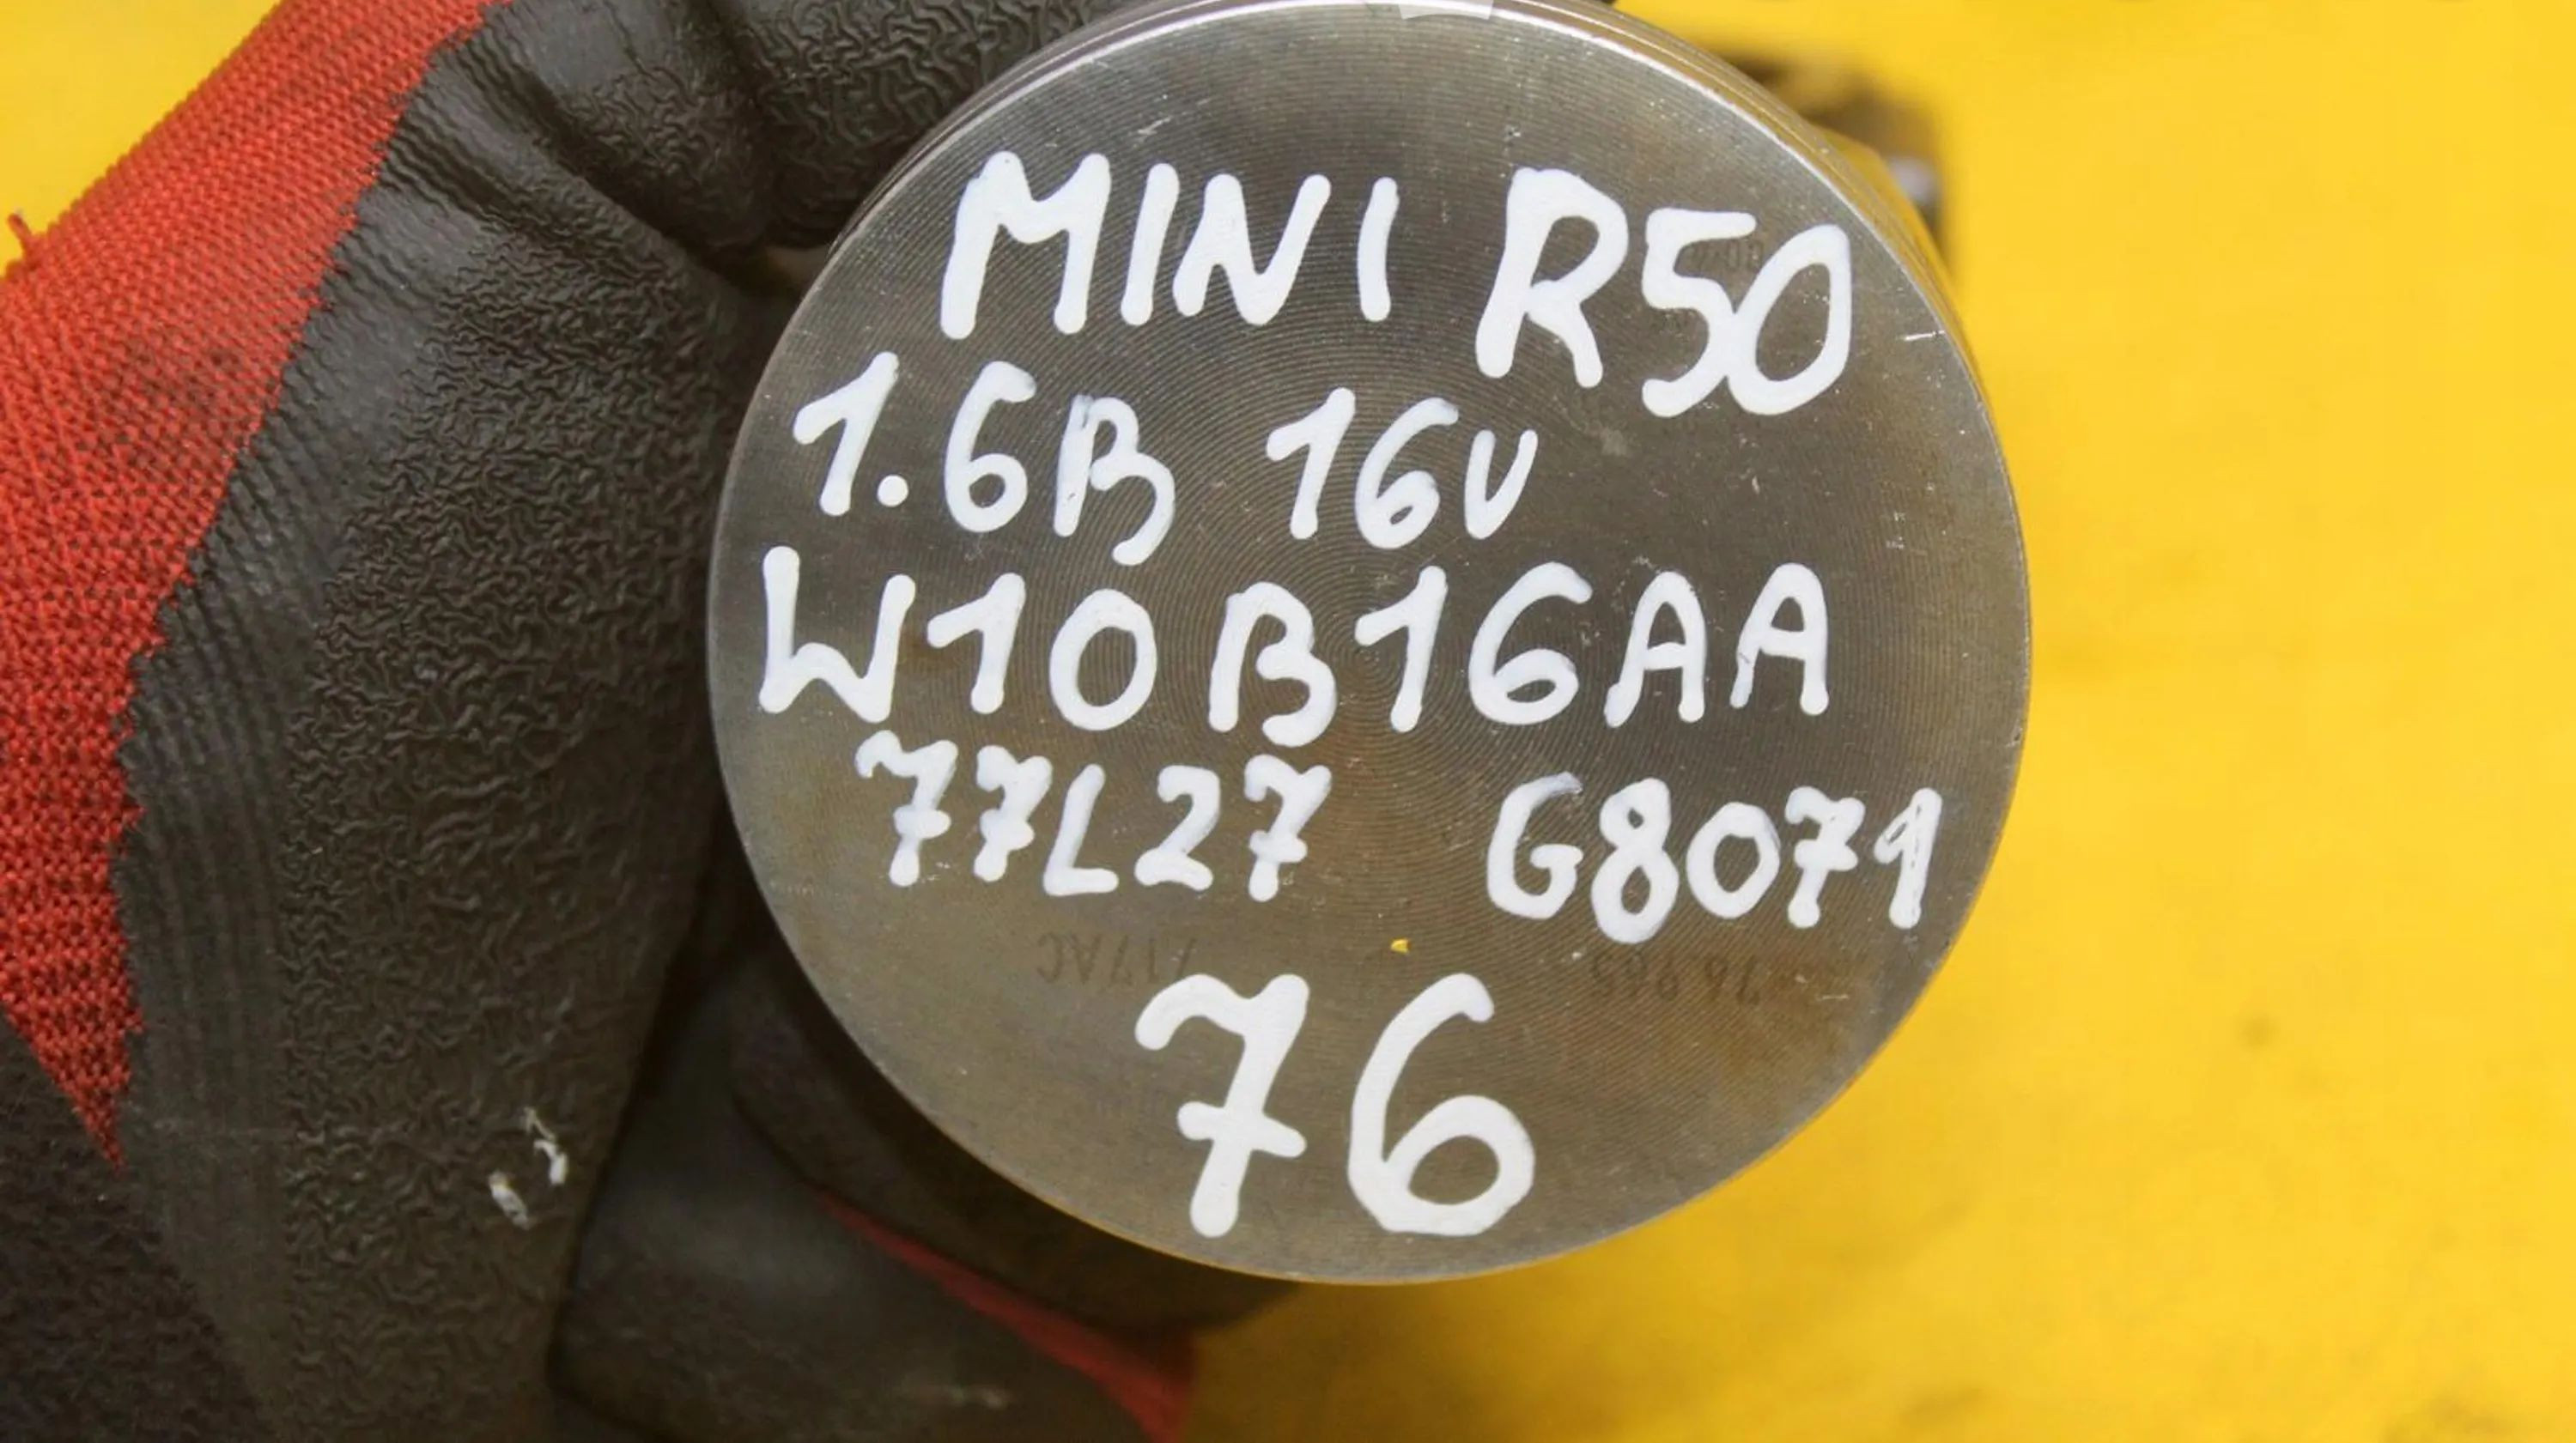 MINI R50
1.6B 16V
W10B16AA
77L27 G8071
76